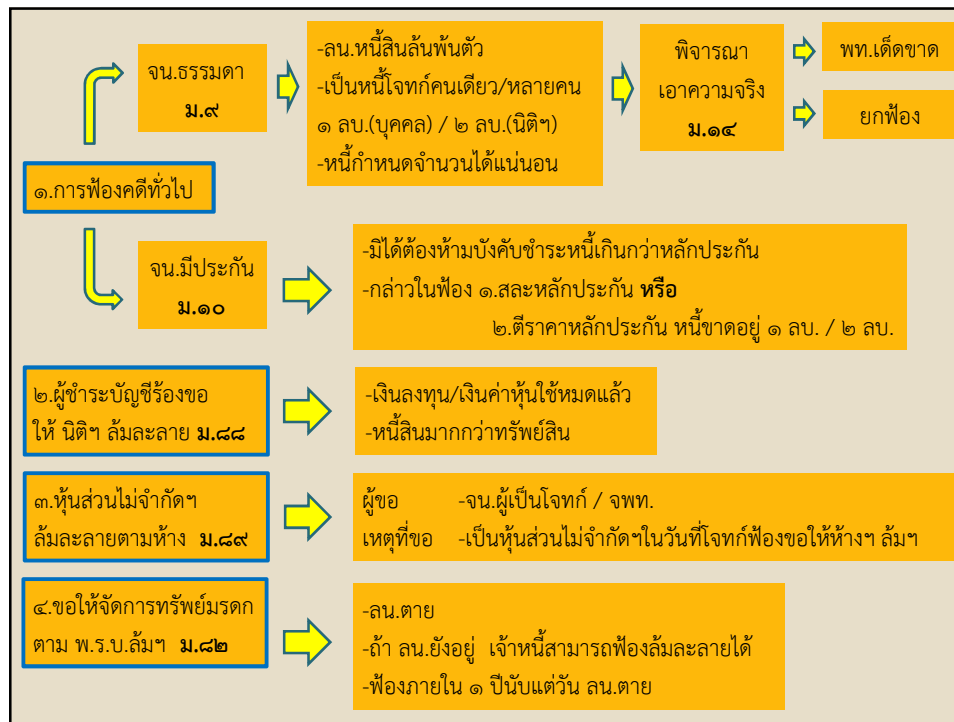 จน.ธรรมดา
ม.๙
-ลน.หนี้สินล้นพ้นตัว
-เป็นหนี้โจทก์คนเดียว/หลายคน
๑ ลบ.(บุคคล) / ๒ ลบ.(นิติฯ)
-หนี้กำหนดจำนวนได้แน่นอน
พิจารณา
เอาความจริง
ม.๑๔
พท.เด็ดขาด
ยกฟ้อง
๑.การฟ้องคดีทั่วไป
จน.มีประกัน
ม.๑๐
-มิได้ต้องห้ามบังคับชำระหนี้เกินกว่าหลักประกัน
-กล่าวในฟ้อง ๑.สละหลักประกัน หรือ
๒.ตีราคาหลักประกัน หนี้ขาดอยู่ ๑ ลบ. / ๒ ลบ.
๒.ผู้ชำระบัญชีร้องขอ
ให้ นิติฯ ล้มละลาย ม.๘๘
-เงินลงทุน/เงินค่าหุ้นใช้หมดแล้ว
-หนี้สินมากกว่าทรัพย์สิน
๓.หุ้นส่วนไม่จำกัดฯ
ล้มละลายตามห้าง ม.๘๙
ผู้ขอ -จน.ผู้เป็นโจทก์ / จพท.
เหตุที่ขอ -เป็นหุ้นส่วนไม่จำกัดฯในวันที่โจทก์ฟ้องขอให้ห้างฯ ล้มฯ
๔.ขอให้จัดการทรัพย์มรดก
ตาม พ.ร.บ.ล้มฯ ม.๘๒
-ลน.ตาย
-ถ้า ลน.ยังอยู่ เจ้าหนี้สามารถฟ้องล้มละลายได้
-ฟ้องภายใน ๑ ปีนับแต่วัน ลน.ตาย